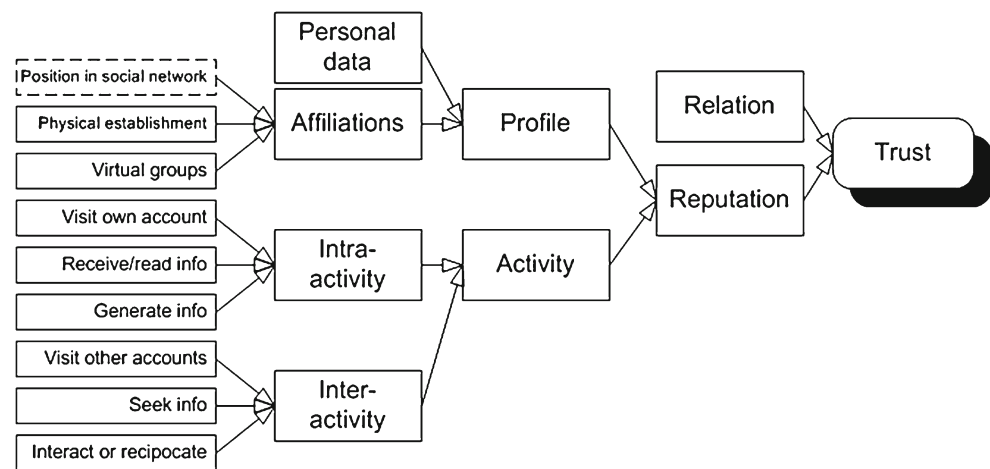 Personal
data
Position in social network
Physical establishment
Virtual groups
Affiliations
Profile
Relation
Trust
Reputation
Visit own account
Receive/read info
Generate info
Intra-
activity
Activity
Visit other accounts
Seek info
Interact or recipocate
Inter-
activity